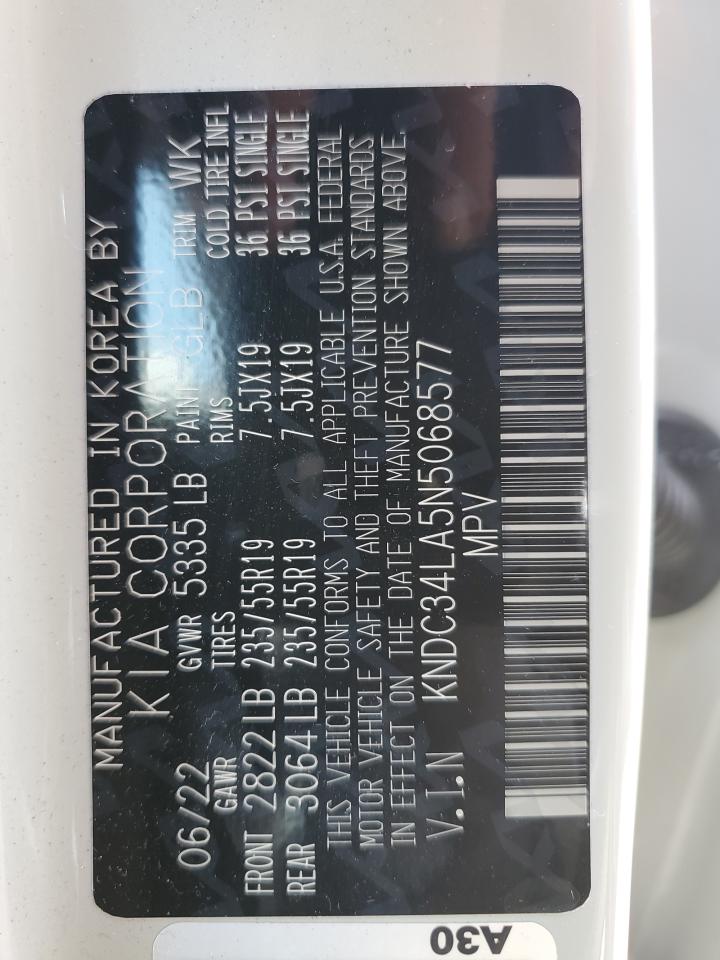 MANUFACTURED IN KOREA BY
KIA CORPORATION
06/22 GVWR 5335 LB PAINT GLB TRIM WK
GAWR TIRES RIMS COLD TIRE INFL
FRONT 2822 LB 235/55R19 7.5JX19 36 PSI SINGLE
REAR 3064 LB 235/55R19 7.5JX19 36 PSI SINGLE
THIS VEHICLE CONFORMS TO ALL APPLICABLE U.S.A. FEDERAL
MOTOR VEHICLE SAFETY AND THEFT PREVENTION STANDARDS
IN EFFECT ON THE DATE OF MANUFACTURE SHOWN ABOVE.
V.I.N KNDC34LA5N5068577
MPV
A30